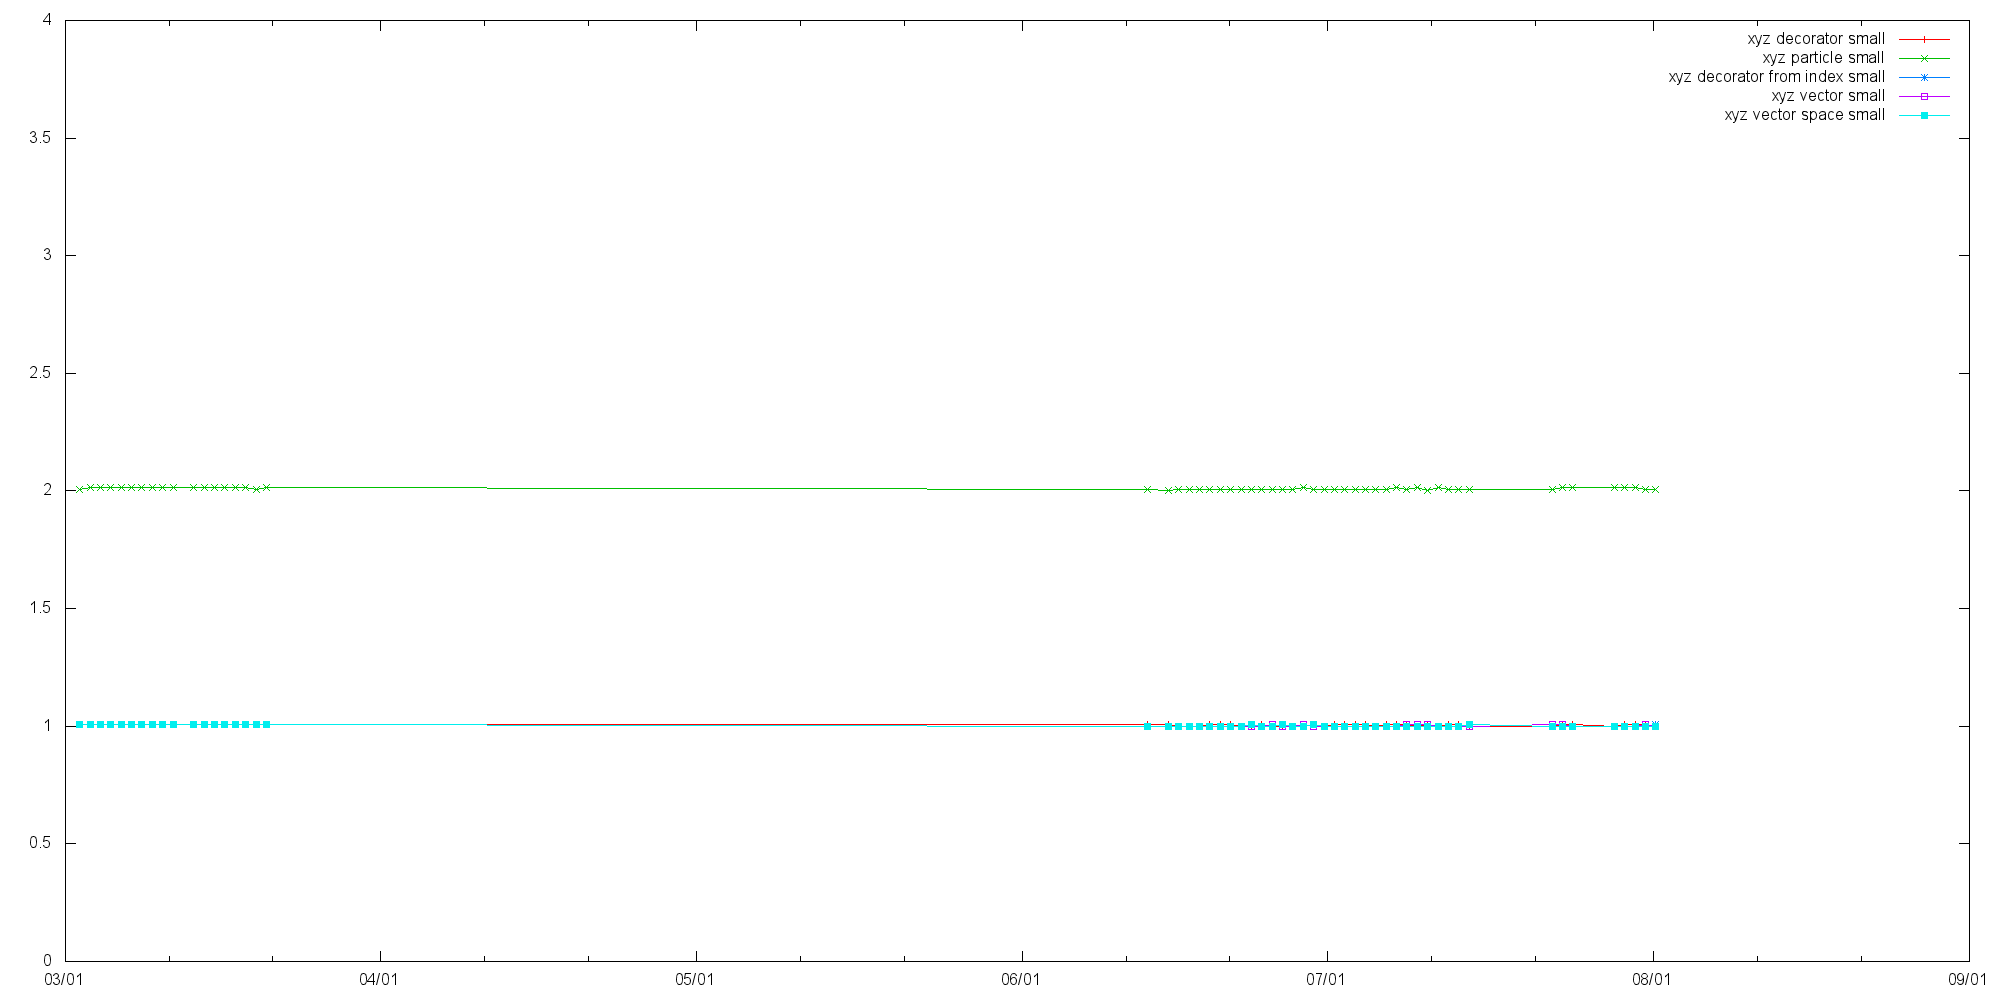 4
3.5
3
2.5
2
1.5
1
0.5
0
03/01 04/01 05/01 06/01 07/01 08/01 09/01
xyz decorator small
xyz particle small
xyz decorator from index small
xyz vector small
xyz vector space small